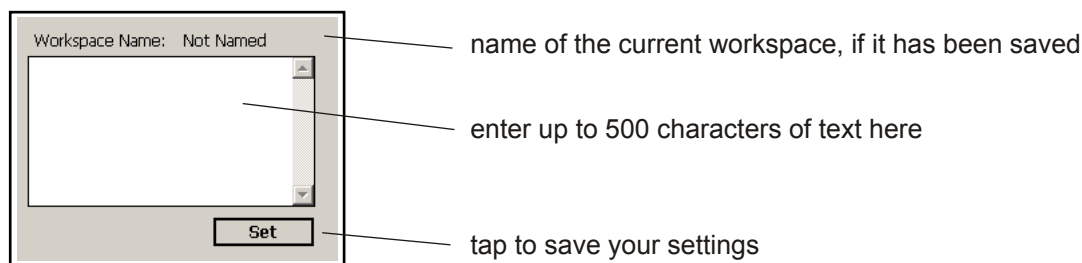 Workspace Name: Not Named
name of the current workspace, if it has been saved
enter up to 500 characters of text here
Set
tap to save your settings